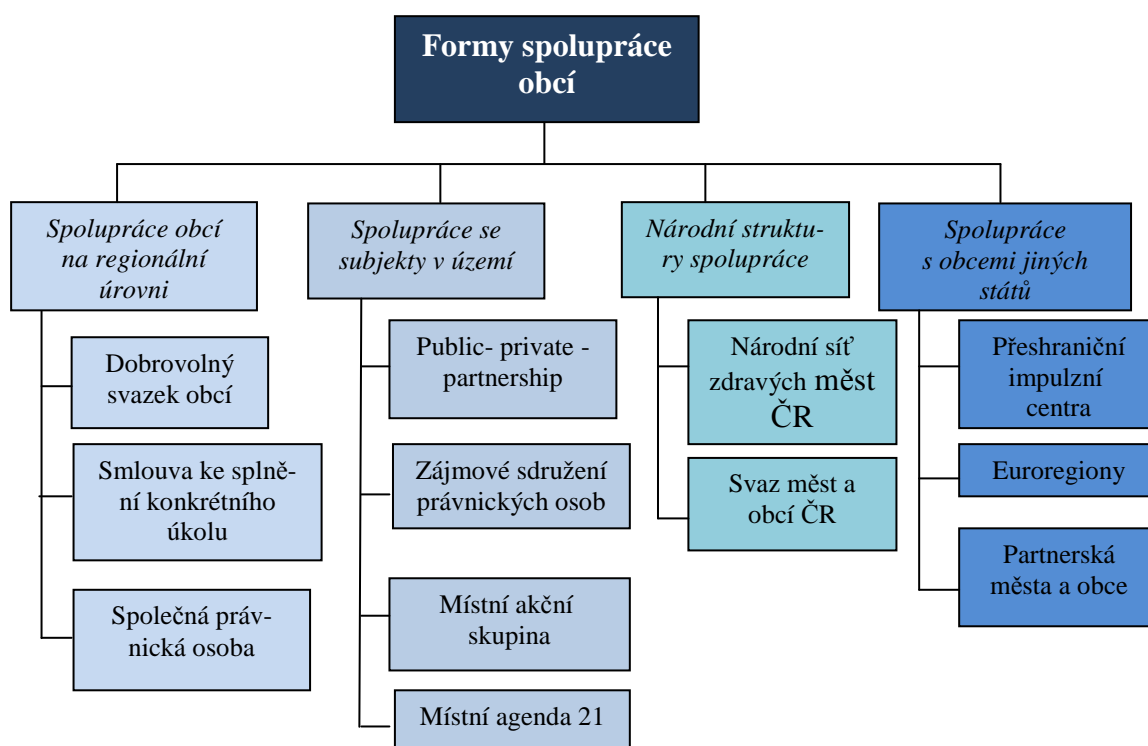 Formy spolupráce
obcí
Spolupráce obcí
na regionální
úrovni
Dobrovolný
svazek obcí
Smlouva ke splně-
ní konkrétního
úkolu
Společná práv-
nická osoba
Spolupráce se
subjekty v území
Public- private -
partnership
Zájmové sdružení
právnických osob
Místní akční
skupina
Místní agenda 21
Národní struktu-
ry spolupráce
Národní síť
zdravých měst
ČR
Svaz měst a
obcí ČR
Spolupráce
s obcemi jiných
států
Přeshraniční
impulzní
centra
Euroregiony
Partnerská
města a obce